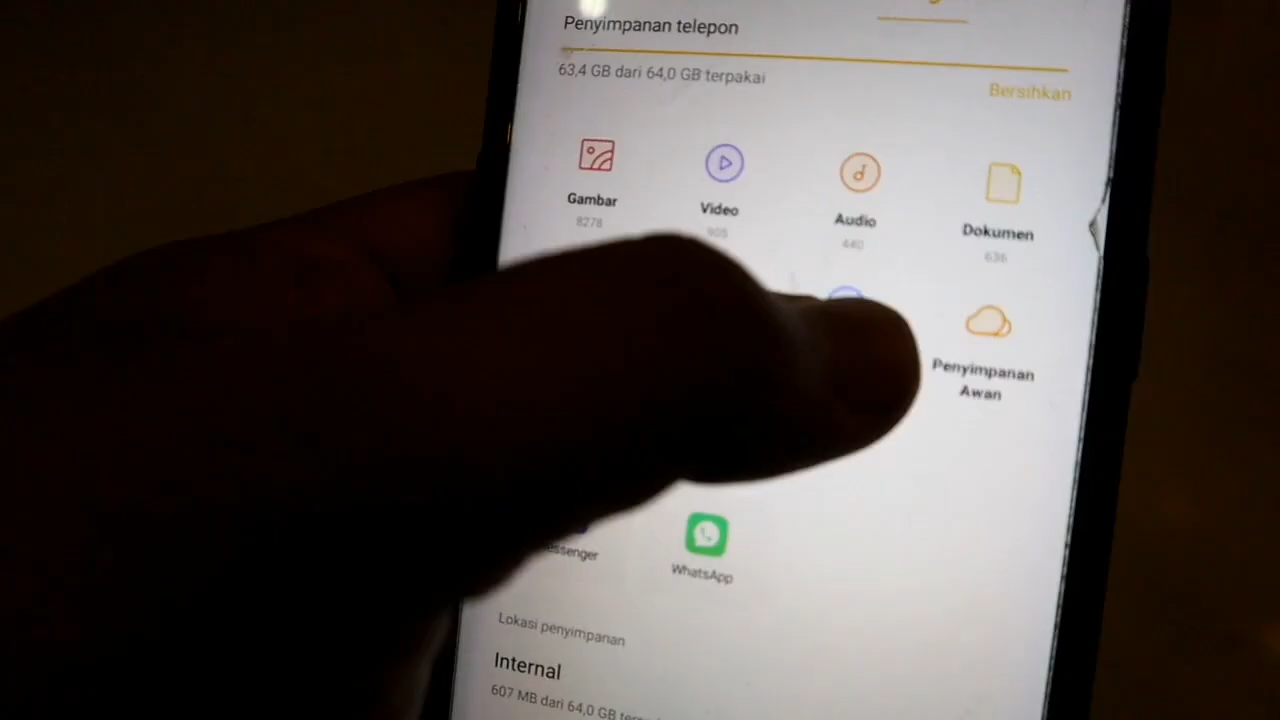 Penyimpanan telepon
63,4 GB dari 64,0 GB terpakai
Bersihkan
Gambar
8278
Video
905
Audio
440
Dokumen
636
Penyimpanan
Awan
WhatsApp
Lokasi penyimpanan
Internal
607 MB dari 64,0 GB